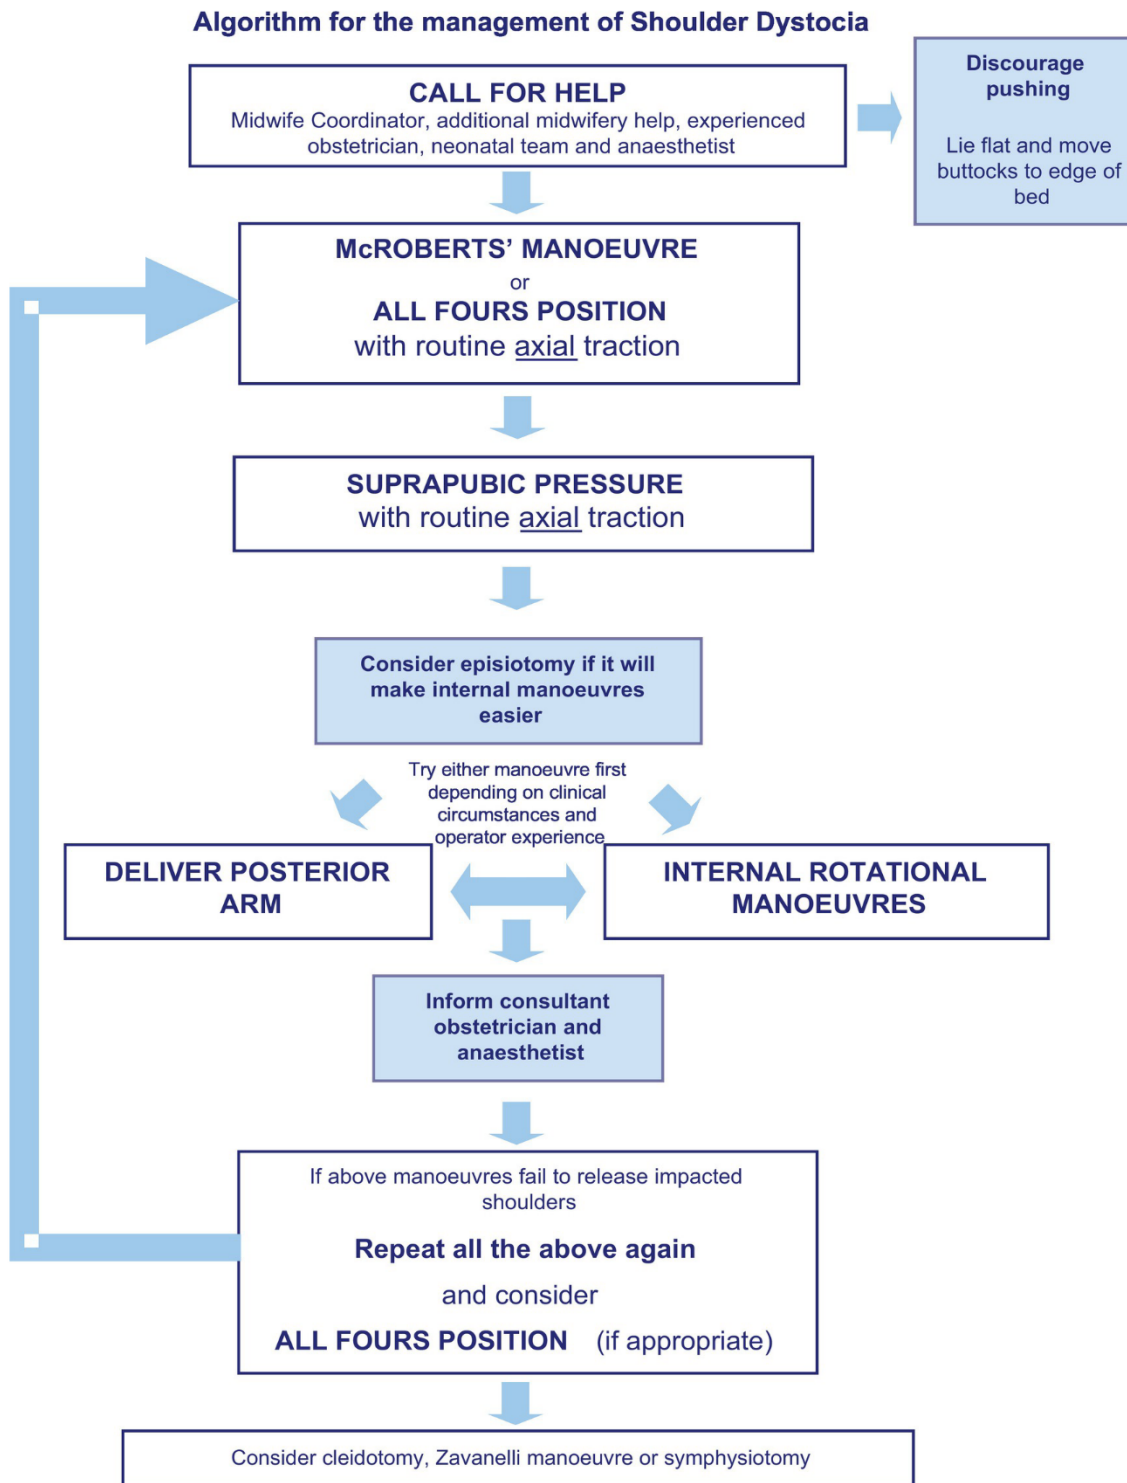 Algorithm for the management of Shoulder Dystocia
CALL FOR HELP
Midwife Coordinator, additional midwifery help, experienced
obstetrician, neonatal team and anaesthetist
Discourage
pushing
Lie flat and move
buttocks to edge of
bed
McROBERTS’ MANOEUVRE
or
ALL FOURS POSITION
with routine axial traction
SUPRAPUBIC PRESSURE
with routine axial traction
Consider episiotomy if it will
make internal manoeuvres
easier
Try either manoeuvre first
depending on clinical
circumstances and
operator experience
DELIVER POSTERIOR
ARM
INTERNAL ROTATIONAL
MANOEUVRES
Inform consultant
obstetrician and
anaesthetist
If above manoeuvres fail to release impacted
shoulders
Repeat all the above again
and consider
ALL FOURS POSITION (if appropriate)
Consider cleidotomy, Zavanelli manoeuvre or symphysiotomy